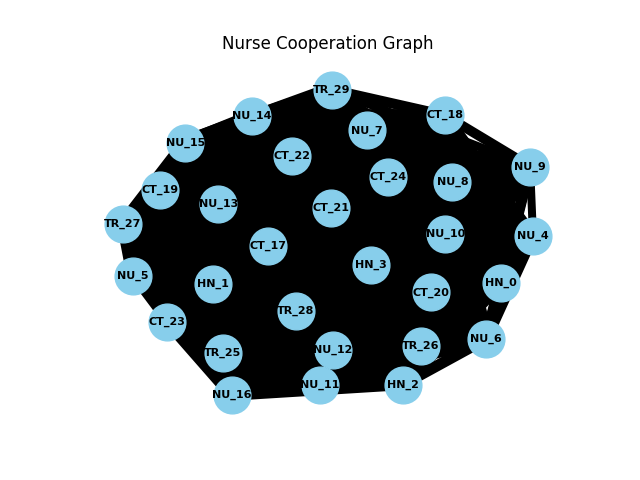 Nurse Cooperation Graph
TR_29
NU_14
CT_18
NU_7
NU_15
CT_22
NU_9
CT_24
NU_8
CT_19
NU_13
CT_21
TR_27
NU_10
NU_4
CT_17
HN_3
NU_5
HN_1
HN_0
CT_20
TR_28
CT_23
NU_6
TR_26
NU_12
TR_25
NU_11
HN_2
NU_16